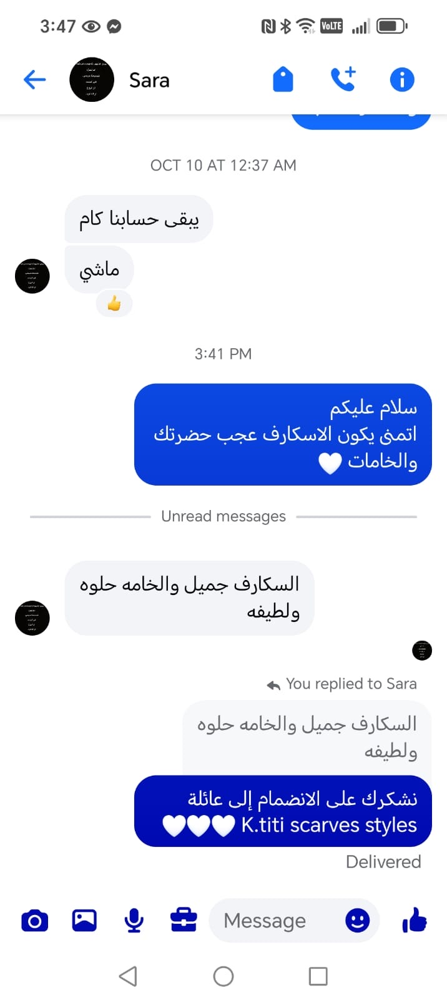 3:47
VoLTE
Sara
OCT 10 AT 12:37 AM
يبقى حسابنا كام
ماشي
👍
3:41 PM
سلام عليكم
اتمنى يكون الاسكارف عجب حضرتك
والخامات 🤍
Unread messages
السكارف جميل والخامه حلوه
ولطيفه
You replied to Sara
السكارف جميل والخامه حلوه
ولطيفه
نشكرك على الانضمام إلى عائلة
K.titi scarves styles 🤍🤍🤍
Delivered
Message